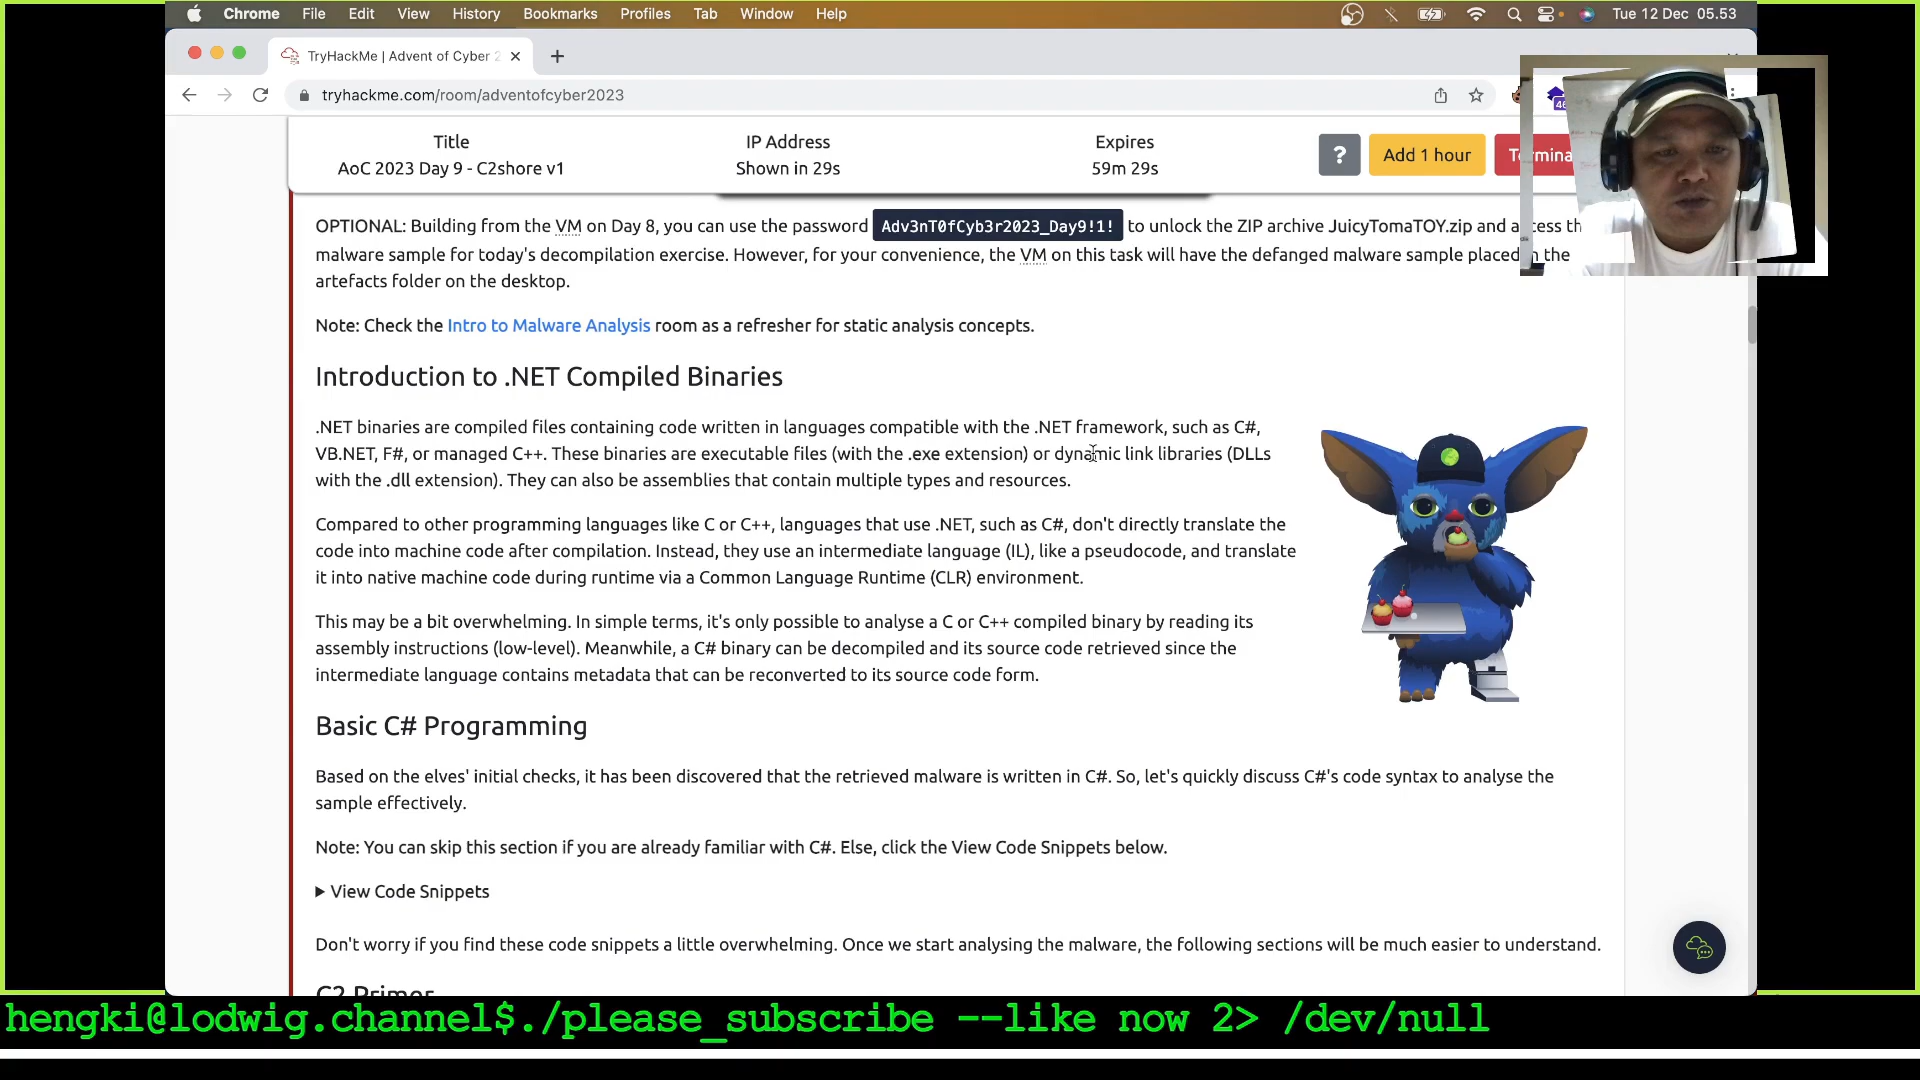 Chrome File Edit View History Bookmarks Profiles Tab Window Help Tue 12 Dec 05.53
TryHackMe | Advent of Cyber 2
tryhackme.com/room/adventofcyber2023
Title IP Address Expires
AoC 2023 Day 9 - C2shore v1 Shown in 29s 59m 29s
? Add 1 hour Termina
OPTIONAL: Building from the VM on Day 8, you can use the password Adv3nT0fCyb3r2023_Day9!1! to unlock the ZIP archive JuicyTomaTOY.zip and access th
malware sample for today's decompilation exercise. However, for your convenience, the VM on this task will have the defanged malware sample placed in the
artefacts folder on the desktop.
Note: Check the Intro to Malware Analysis room as a refresher for static analysis concepts.
Introduction to .NET Compiled Binaries
.NET binaries are compiled files containing code written in languages compatible with the .NET framework, such as C#,
VB.NET, F#, or managed C++. These binaries are executable files (with the .exe extension) or dynamic link libraries (DLLs
with the .dll extension). They can also be assemblies that contain multiple types and resources.
Compared to other programming languages like C or C++, languages that use .NET, such as C#, don't directly translate the
code into machine code after compilation. Instead, they use an intermediate language (IL), like a pseudocode, and translate
it into native machine code during runtime via a Common Language Runtime (CLR) environment.
This may be a bit overwhelming. In simple terms, it's only possible to analyse a C or C++ compiled binary by reading its
assembly instructions (low-level). Meanwhile, a C# binary can be decompiled and its source code retrieved since the
intermediate language contains metadata that can be reconverted to its source code form.
Basic C# Programming
Based on the elves' initial checks, it has been discovered that the retrieved malware is written in C#. So, let's quickly discuss C#'s code syntax to analyse the
sample effectively.
Note: You can skip this section if you are already familiar with C#. Else, click the View Code Snippets below.
View Code Snippets
Don't worry if you find these code snippets a little overwhelming. Once we start analysing the malware, the following sections will be much easier to understand.
C2 Primer
hengki@lodwig.channel$./please_subscribe --like now 2> /dev/null